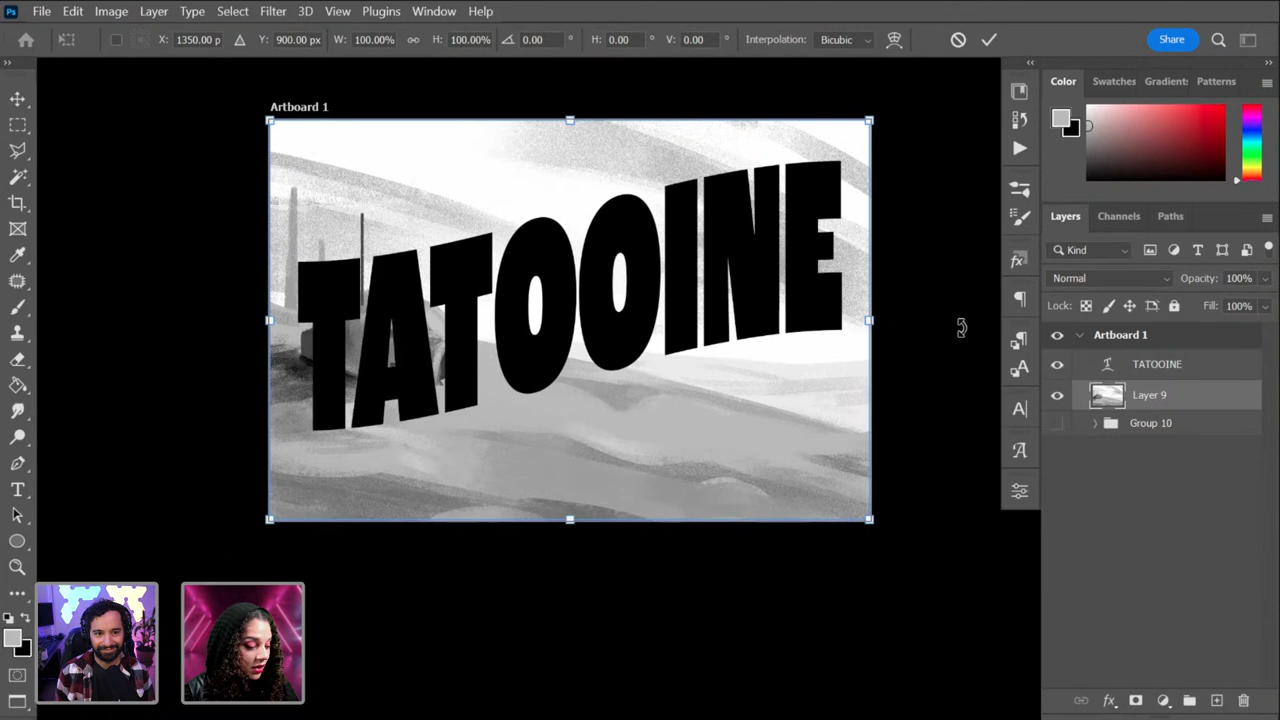 Ps File Edit Image Layer Type Select Filter 3D View Plugins Window Help
X: 1350.00 p Y: 900.00 px W: 100.00% H: 100.00% 0.00 ° H: 0.00 ° V: 0.00 ° Interpolation: Bicubic Share
Color Swatches Gradient: Patterns
Artboard 1
TATOOINE
Layers Channels Paths
Kind
Normal Opacity: 100%
Lock: Fill: 100%
Artboard 1
TATOOINE
Layer 9
Group 10